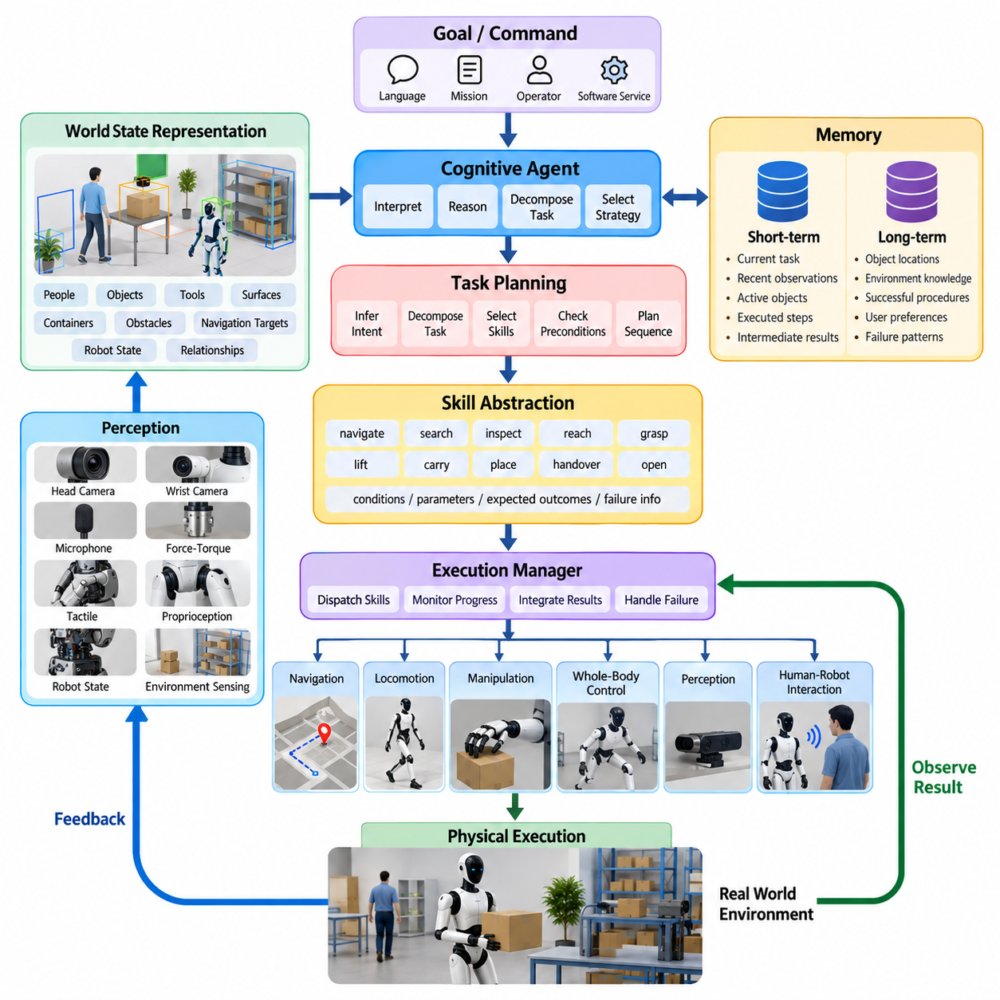 Goal / Command
Language
Mission
Operator
Software Service
World State Representation
People
Objects
Tools
Surfaces
Containers
Obstacles
Navigation Targets
Robot State
Relationships
Cognitive Agent
Interpret
Reason
Decompose
Task
Select
Strategy
Memory
Short-term
• Current task
• Recent observations
• Active objects
• Executed steps
• Intermediate results
Long-term
• Object locations
• Environment knowledge
• Successful procedures
• User preferences
• Failure patterns
Task Planning
Infer
Intent
Decompose
Task
Select
Skills
Check
Preconditions
Plan
Sequence
Skill Abstraction
navigate
search
inspect
reach
grasp
lift
carry
place
handover
open
conditions / parameters / expected outcomes / failure info
Perception
Head Camera
Wrist Camera
Microphone
Force-Torque
Tactile
Proprioception
Robot State
Environment Sensing
Execution Manager
Dispatch Skills
Monitor Progress
Integrate Results
Handle Failure
Navigation
Locomotion
Manipulation
Whole-Body
Control
Perception
Human-Robot
Interaction
Feedback
Observe
Result
Physical Execution
Real World
Environment